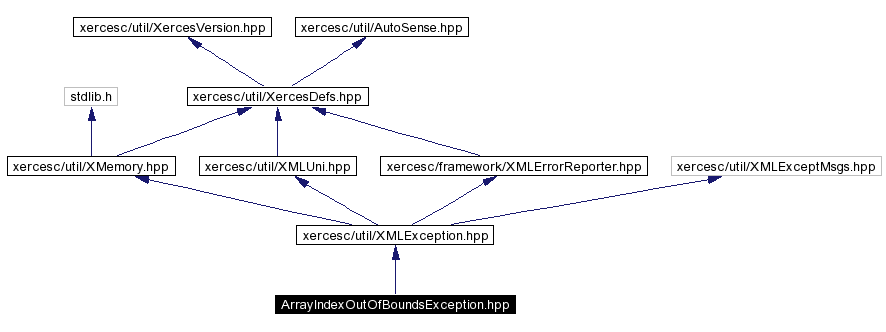 xercesc/util/XercesVersion.hpp
xercesc/util/AutoSense.hpp
stdlib.h
xercesc/util/XercesDefs.hpp
xercesc/util/XMemory.hpp
xercesc/util/XMLUni.hpp
xercesc/framework/XMLErrorReporter.hpp
xercesc/util/XMLExceptMsgs.hpp
xercesc/util/XMLException.hpp
ArrayIndexOutOfBoundsException.hpp